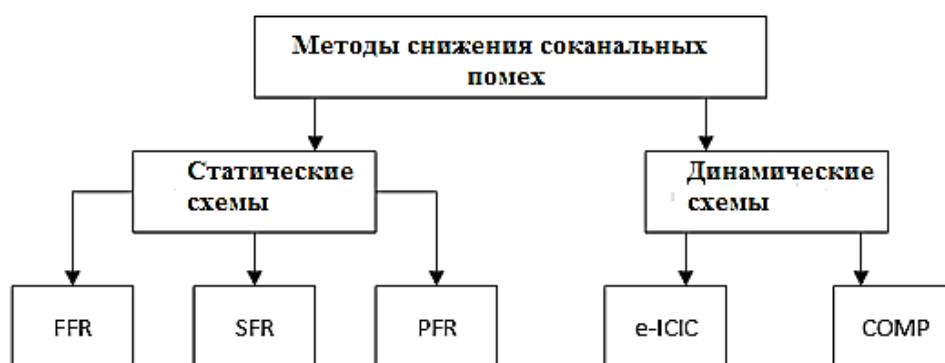 Методы снижения соканальных
помех
Статические
схемы
Динамические
схемы
FFR
SFR
PFR
e-ICIC
COMP